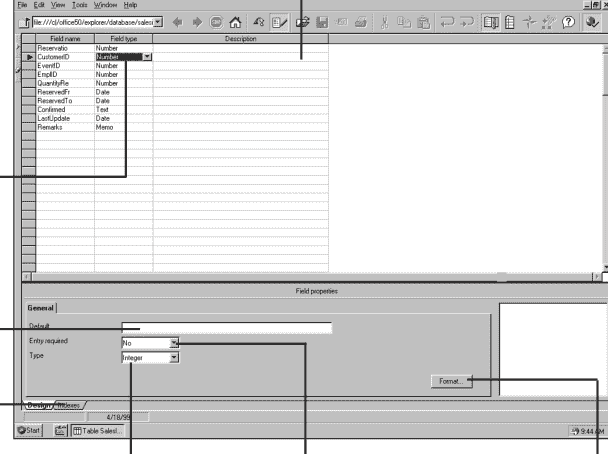 File Edit View Tools Window Help
file:///d/office50/explorer/database/sales
Field name Field type Description
Reservatio Number
CustomerID Number
EventID Number
EmplID Number
QuantityRe Number
ReservedFr Date
ReservedTo Date
Confirmed Text
LastUpdate Date
Remarks Memo
Field properties
General
Default
Entry required No
Type Integer
Format...
Design Indexes
4/18/99
Start Table SalesI... 9:44 AM